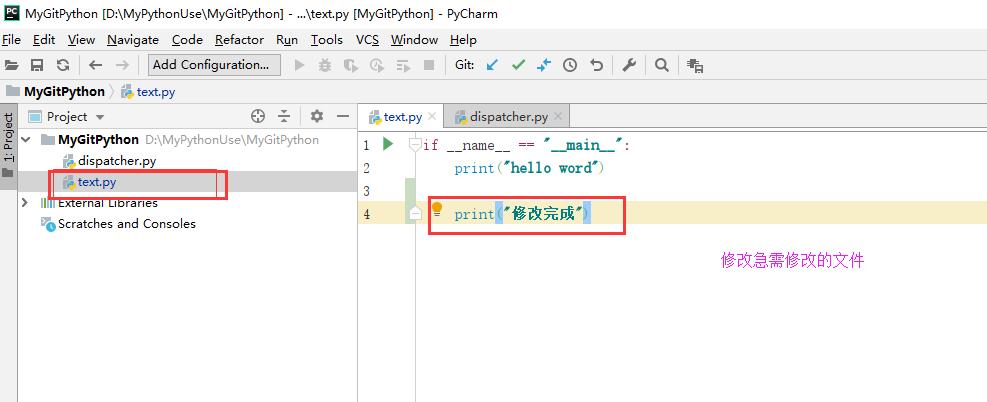 MyGitPython [D:\MyPythonUse\MyGitPython] - ...\text.py [MyGitPython] - PyCharm
File Edit View Navigate Code Refactor Run Tools VCS Window Help
Add Configuration... Git:
MyGitPython text.py
1: Project
Project
MyGitPython D:\MyPythonUse\MyGitPython
dispatcher.py
text.py
External Libraries
Scratches and Consoles
text.py dispatcher.py
1 if __name__ == "__main__":
2 print("hello word")
3
4 print("修改完成")
修改急需修改的文件